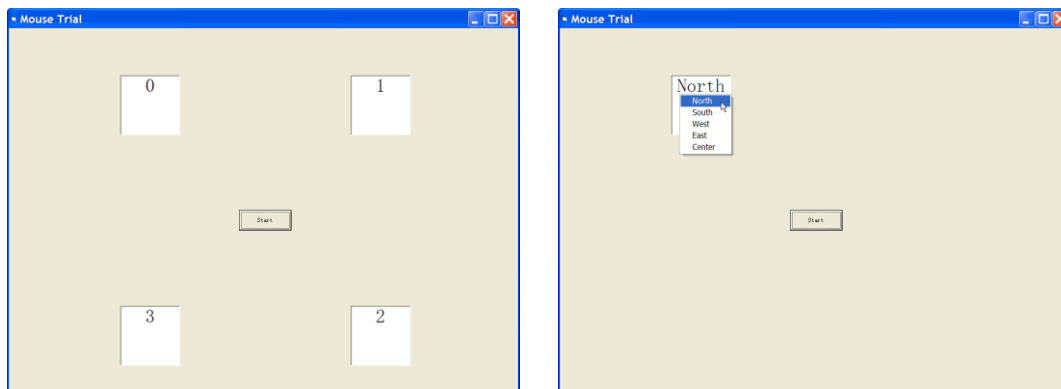 Mouse Trial
0
1
Start
3
2
Mouse Trial
North
North
South
West
East
Center
Start